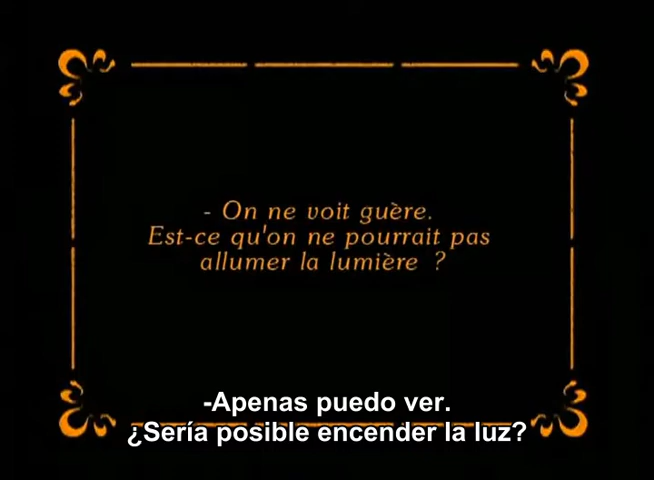 - On ne voit guère.
Est-ce qu'on ne pourrait pas
allumer la lumière ?
-Apenas puedo ver.
¿Sería posible encender la luz?